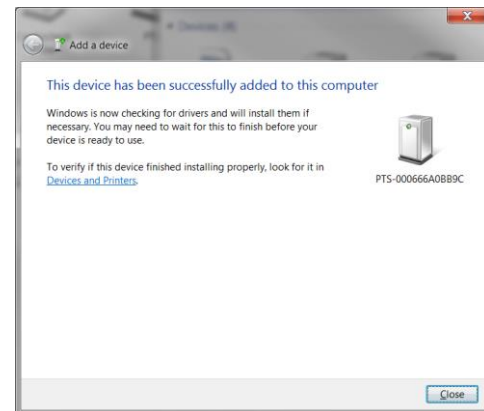 Devices (8)
Add a device
This device has been successfully added to this computer
Windows is now checking for drivers and will install them if
necessary. You may need to wait for this to finish before your
device is ready to use.
To verify if this device finished installing properly, look for it in
Devices and Printers.
PTS-000666A0BB9C
Close